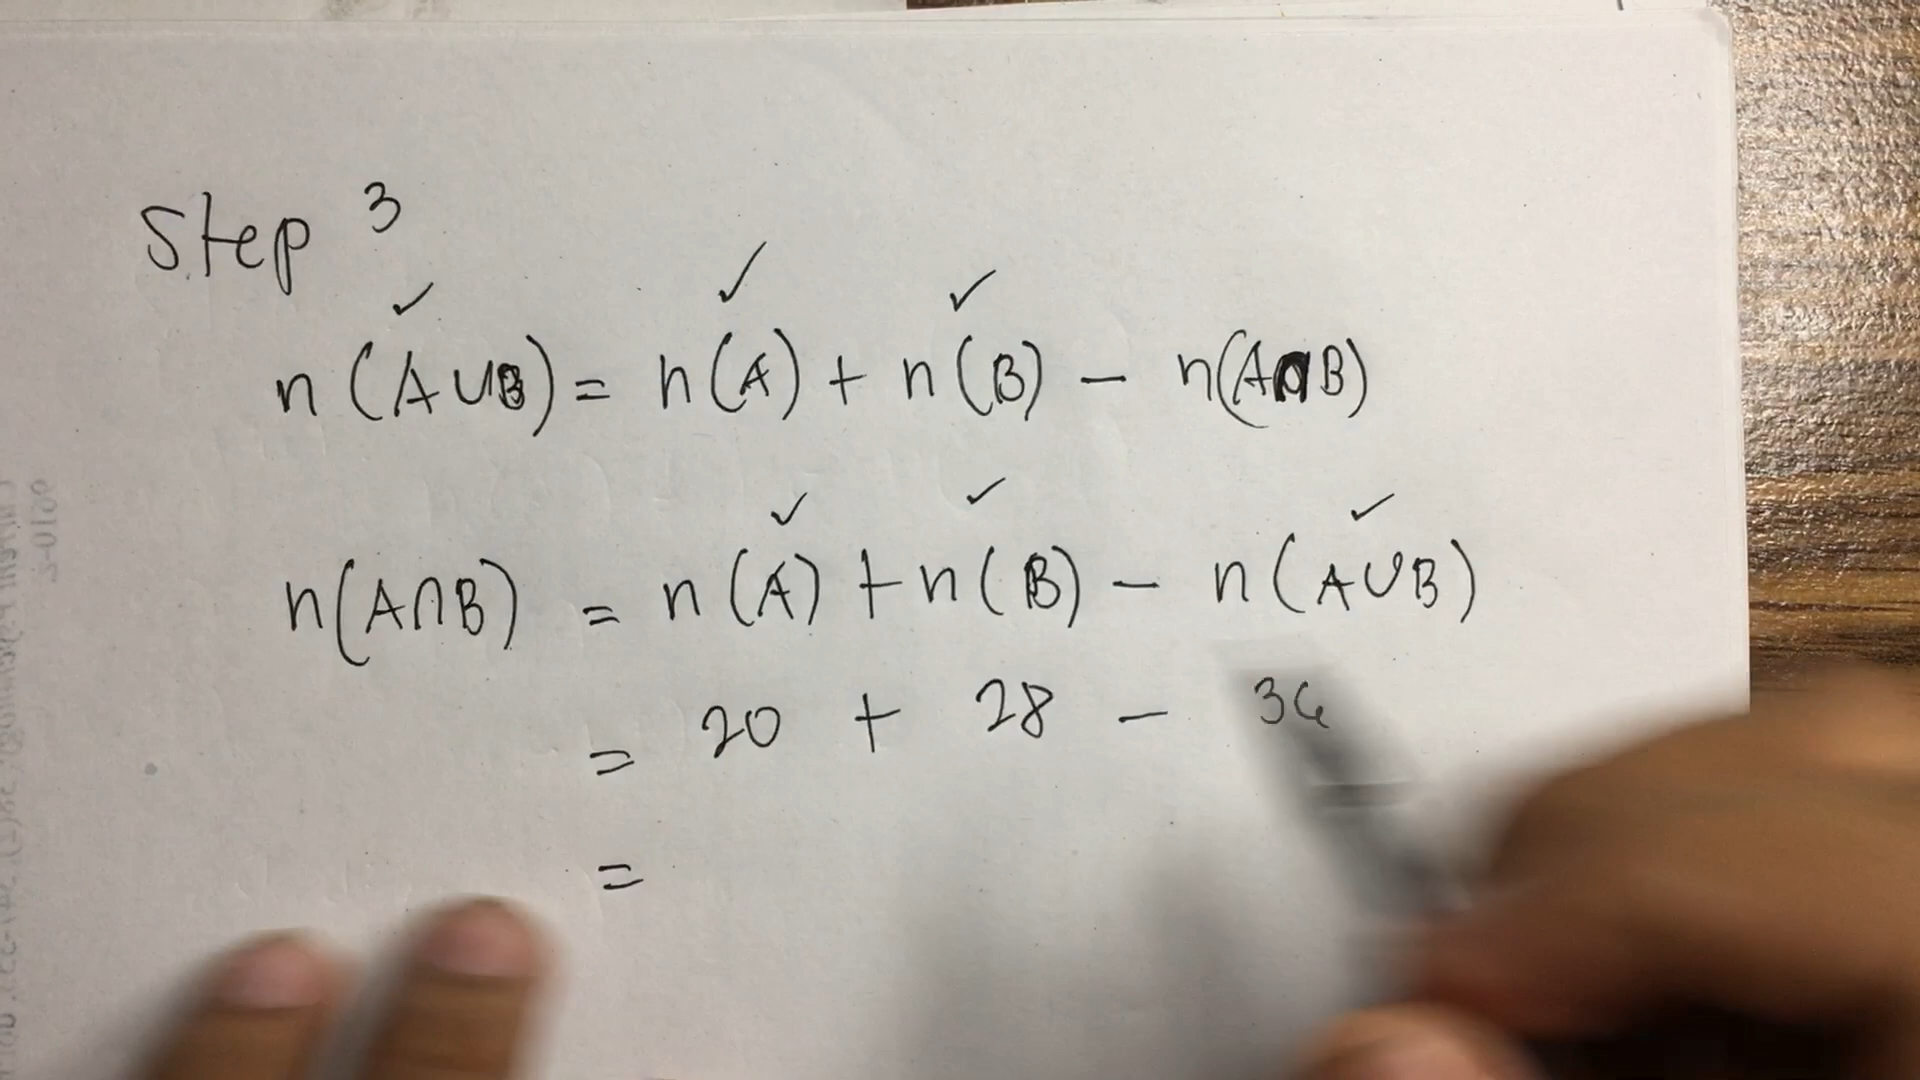 Step 3
n(A∪B) = n(A) + n(B) - n(A∩B)
n(A∩B) = n(A) + n(B) - n(A∪B)
= 20 + 28 - 36
=